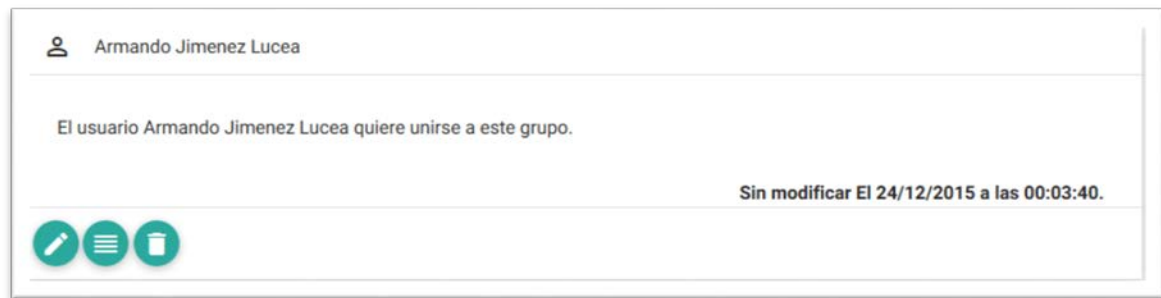 Armando Jimenez Lucea
El usuario Armando Jimenez Lucea quiere unirse a este grupo.
Sin modificar El 24/12/2015 a las 00:03:40.